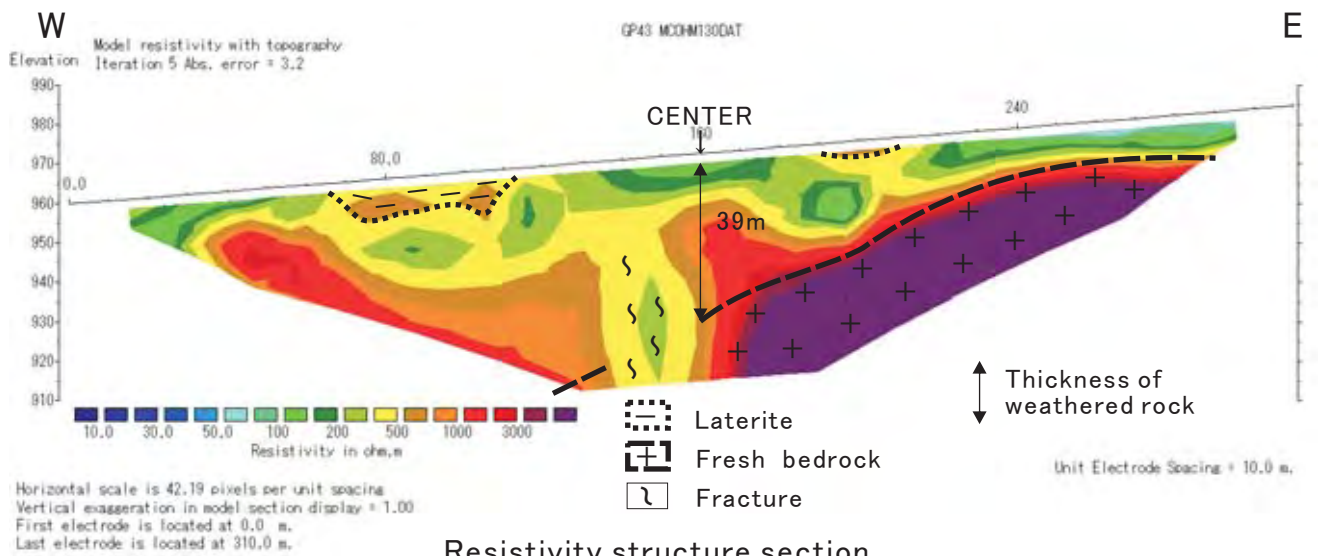 W
E
GP43 MCOHM130DAT
Model resistivity with topography
Elevation Iteration 5 Abs. error = 3.2
990
980
970
960
950
940
930
920
910
0.0
80.0
CENTER
160
240
39m
10.0 30.0 50.0 100 200 500 1000 3000
Resistivity in ohm.m
Laterite
Fresh bedrock
Fracture
Thickness of
weathered rock
Unit Electrode Spacing = 10.0 m.
Horizontal scale is 42.19 pixels per unit spacing
Vertical exaggeration in model section display = 1.00
First electrode is located at 0.0 m.
Last electrode is located at 310.0 m.
Resistivity structure section